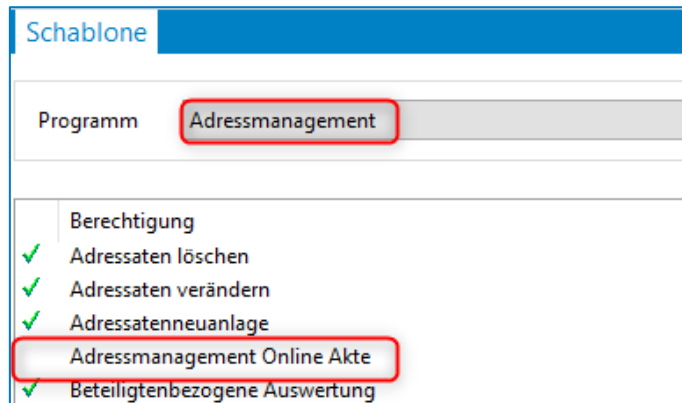 Schablone
Programm Adressmanagement
Berechtigung
Adressaten löschen
Adressaten verändern
Adressatenneuanlage
Adressmanagement Online Akte
Beteiligtenbezogene Auswertung